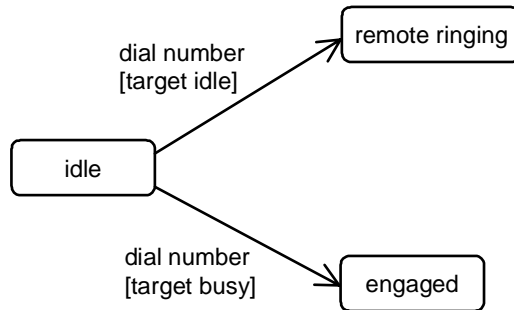 remote ringing
dial number
[target idle]
idle
dial number
[target busy]
engaged